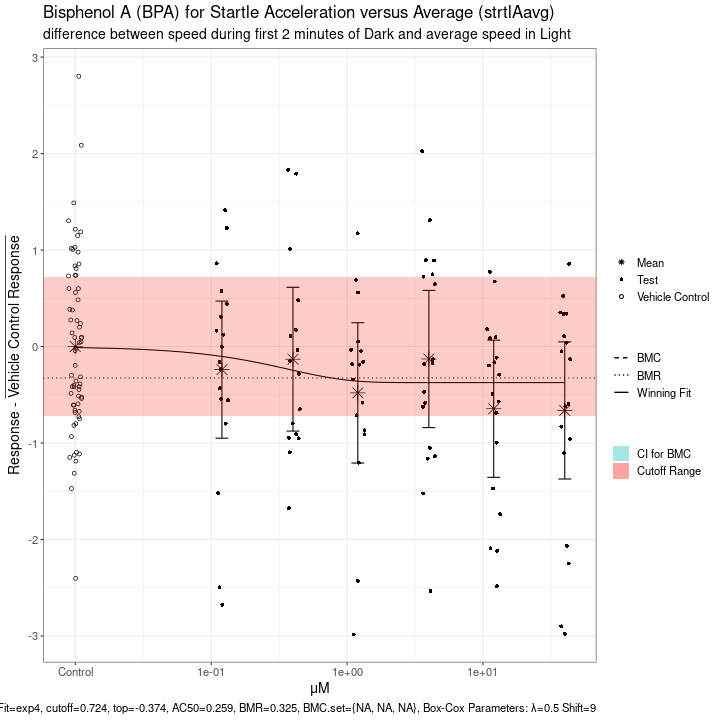 Bisphenol A (BPA) for Startle Acceleration versus Average (strtlAavg)
difference between speed during first 2 minutes of Dark and average speed in Light
Response - Vehicle Control Response
3
2
1
0
-1
-2
-3
Control
1e-01
1e+00
1e+01
µM
Mean
Test
Vehicle Control
BMC
BMR
Winning Fit
CI for BMC
Cutoff Range
Fit=exp4, cutoff=0.724, top=-0.374, AC50=0.259, BMR=0.325, BMC.set={NA, NA, NA}, Box-Cox Parameters: λ=0.5 Shift=9